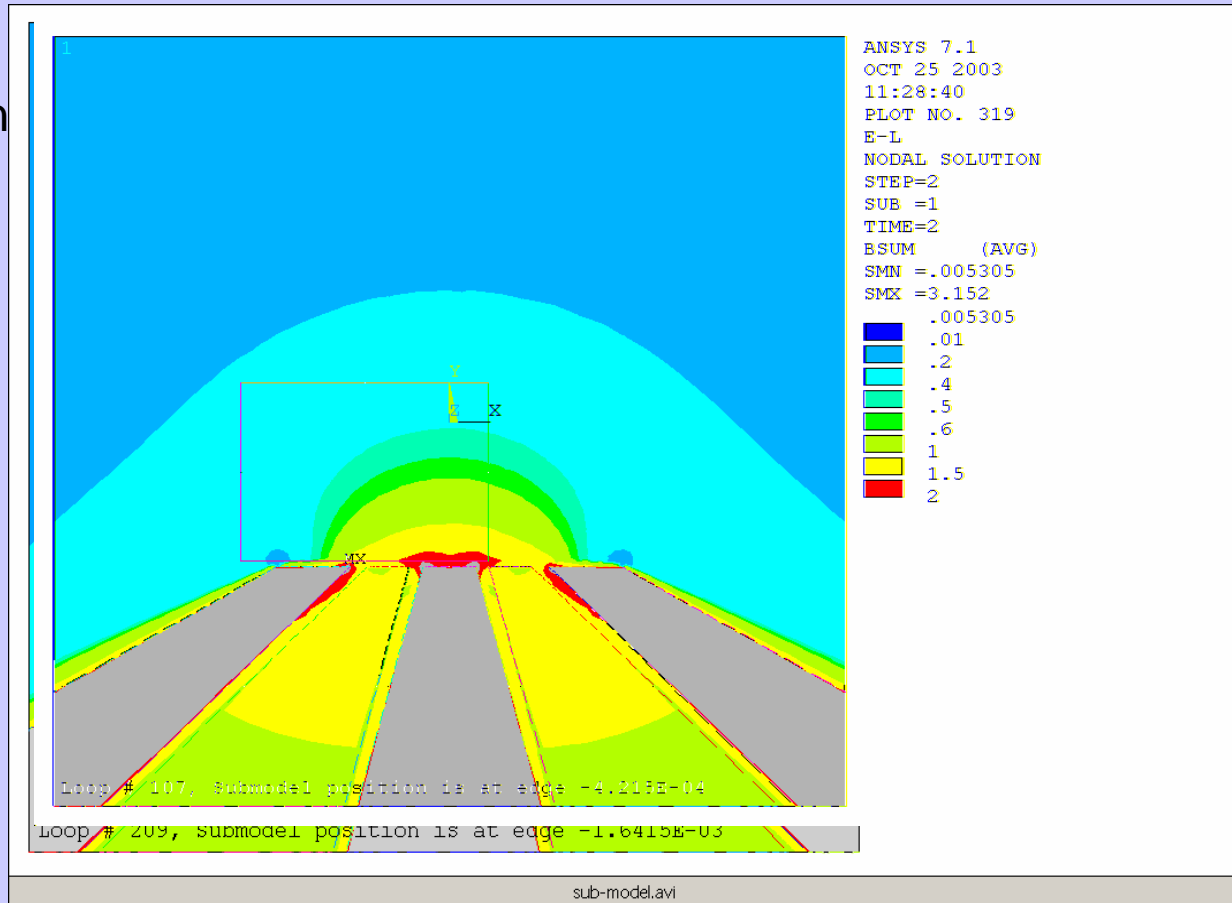 1
ANSYS 7.1
OCT 25 2003
11:28:40
PLOT NO. 319
E-L
NODAL SOLUTION
STEP=2
SUB =1
TIME=2
BSUM (AVG)
SMN =.005305
SMX =3.152
.005305
.01
.2
.4
.5
.6
1
1.5
2
Y
Z X
MX
Loop # 107, Submodel position is at edge -4.213E-04
Loop # 209, Submodel position is at edge -1.6415E-03
sub-model.avi